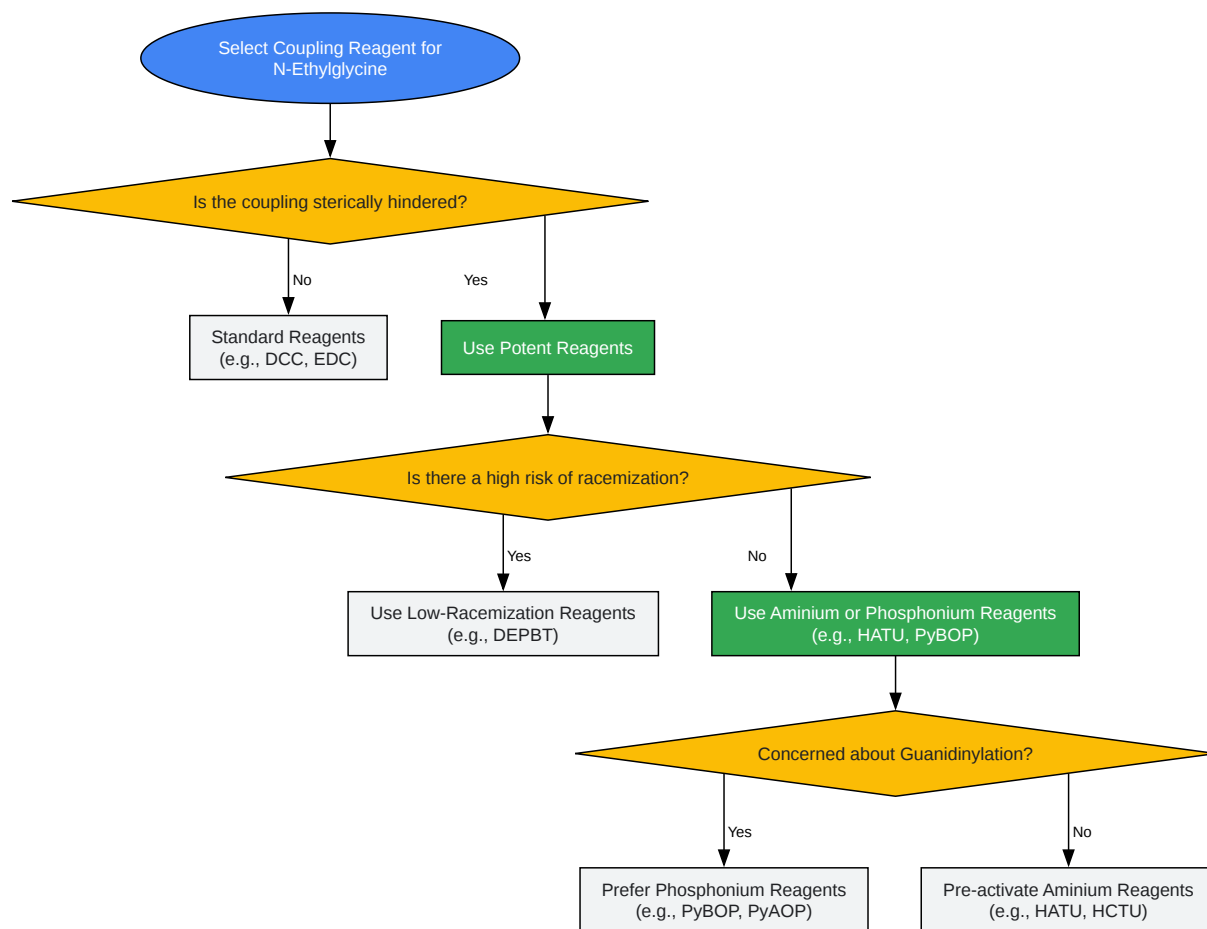 Select Coupling Reagent for
N-Ethylglycine
Is the coupling sterically hindered?
No
Yes
Standard Reagents
(e.g., DCC, EDC)
Use Potent Reagents
Is there a high risk of racemization?
Yes
No
Use Low-Racemization Reagents
(e.g., DEPBT)
Use Aminium or Phosphonium Reagents
(e.g., HATU, PyBOP)
Concerned about Guanidinylation?
Yes
No
Prefer Phosphonium Reagents
(e.g., PyBOP, PyAOP)
Pre-activate Aminium Reagents
(e.g., HATU, HCTU)